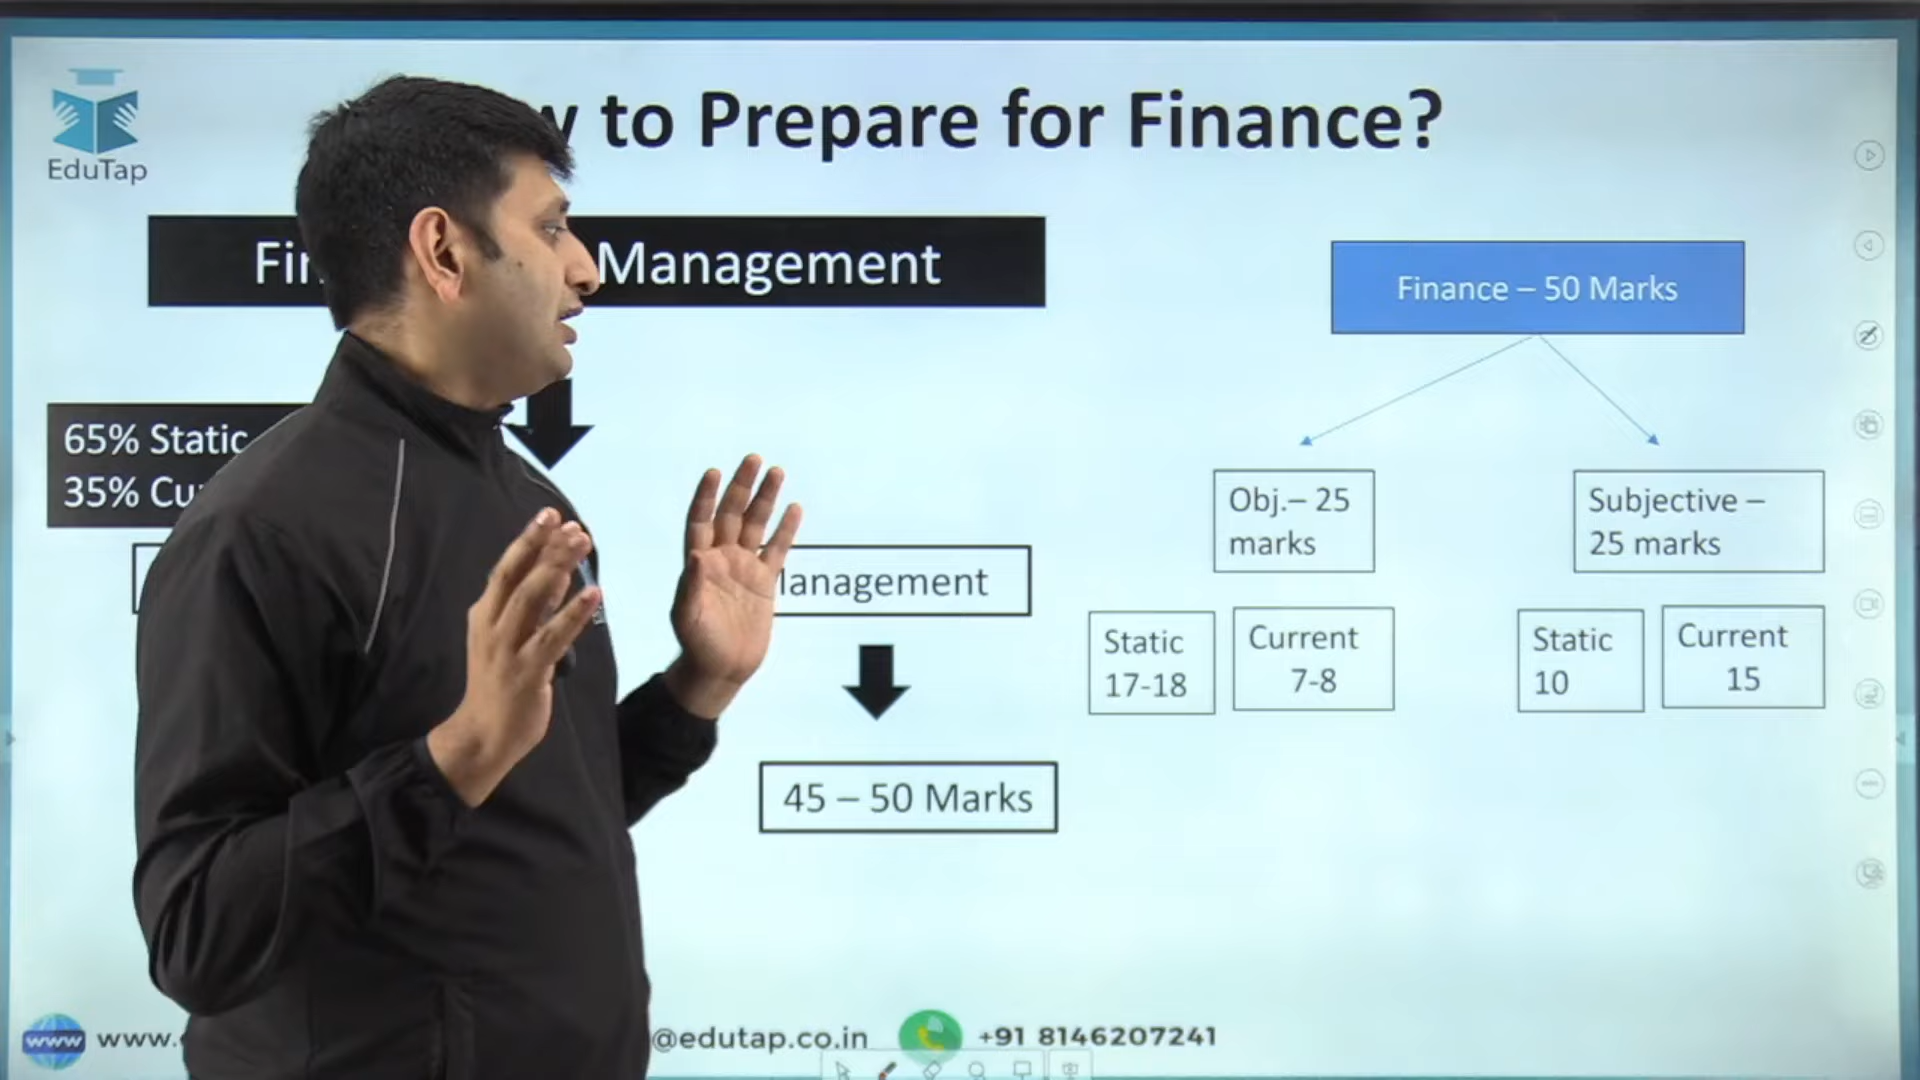 EduTap
to Prepare for Finance?
Management
Finance – 50 Marks
65% Static
35%
Obj.– 25
marks
Subjective –
25 marks
Management
Static
17-18
Current
7-8
Static
10
Current
15
45 – 50 Marks
www
www.
@edutap.co.in
+91 8146207241